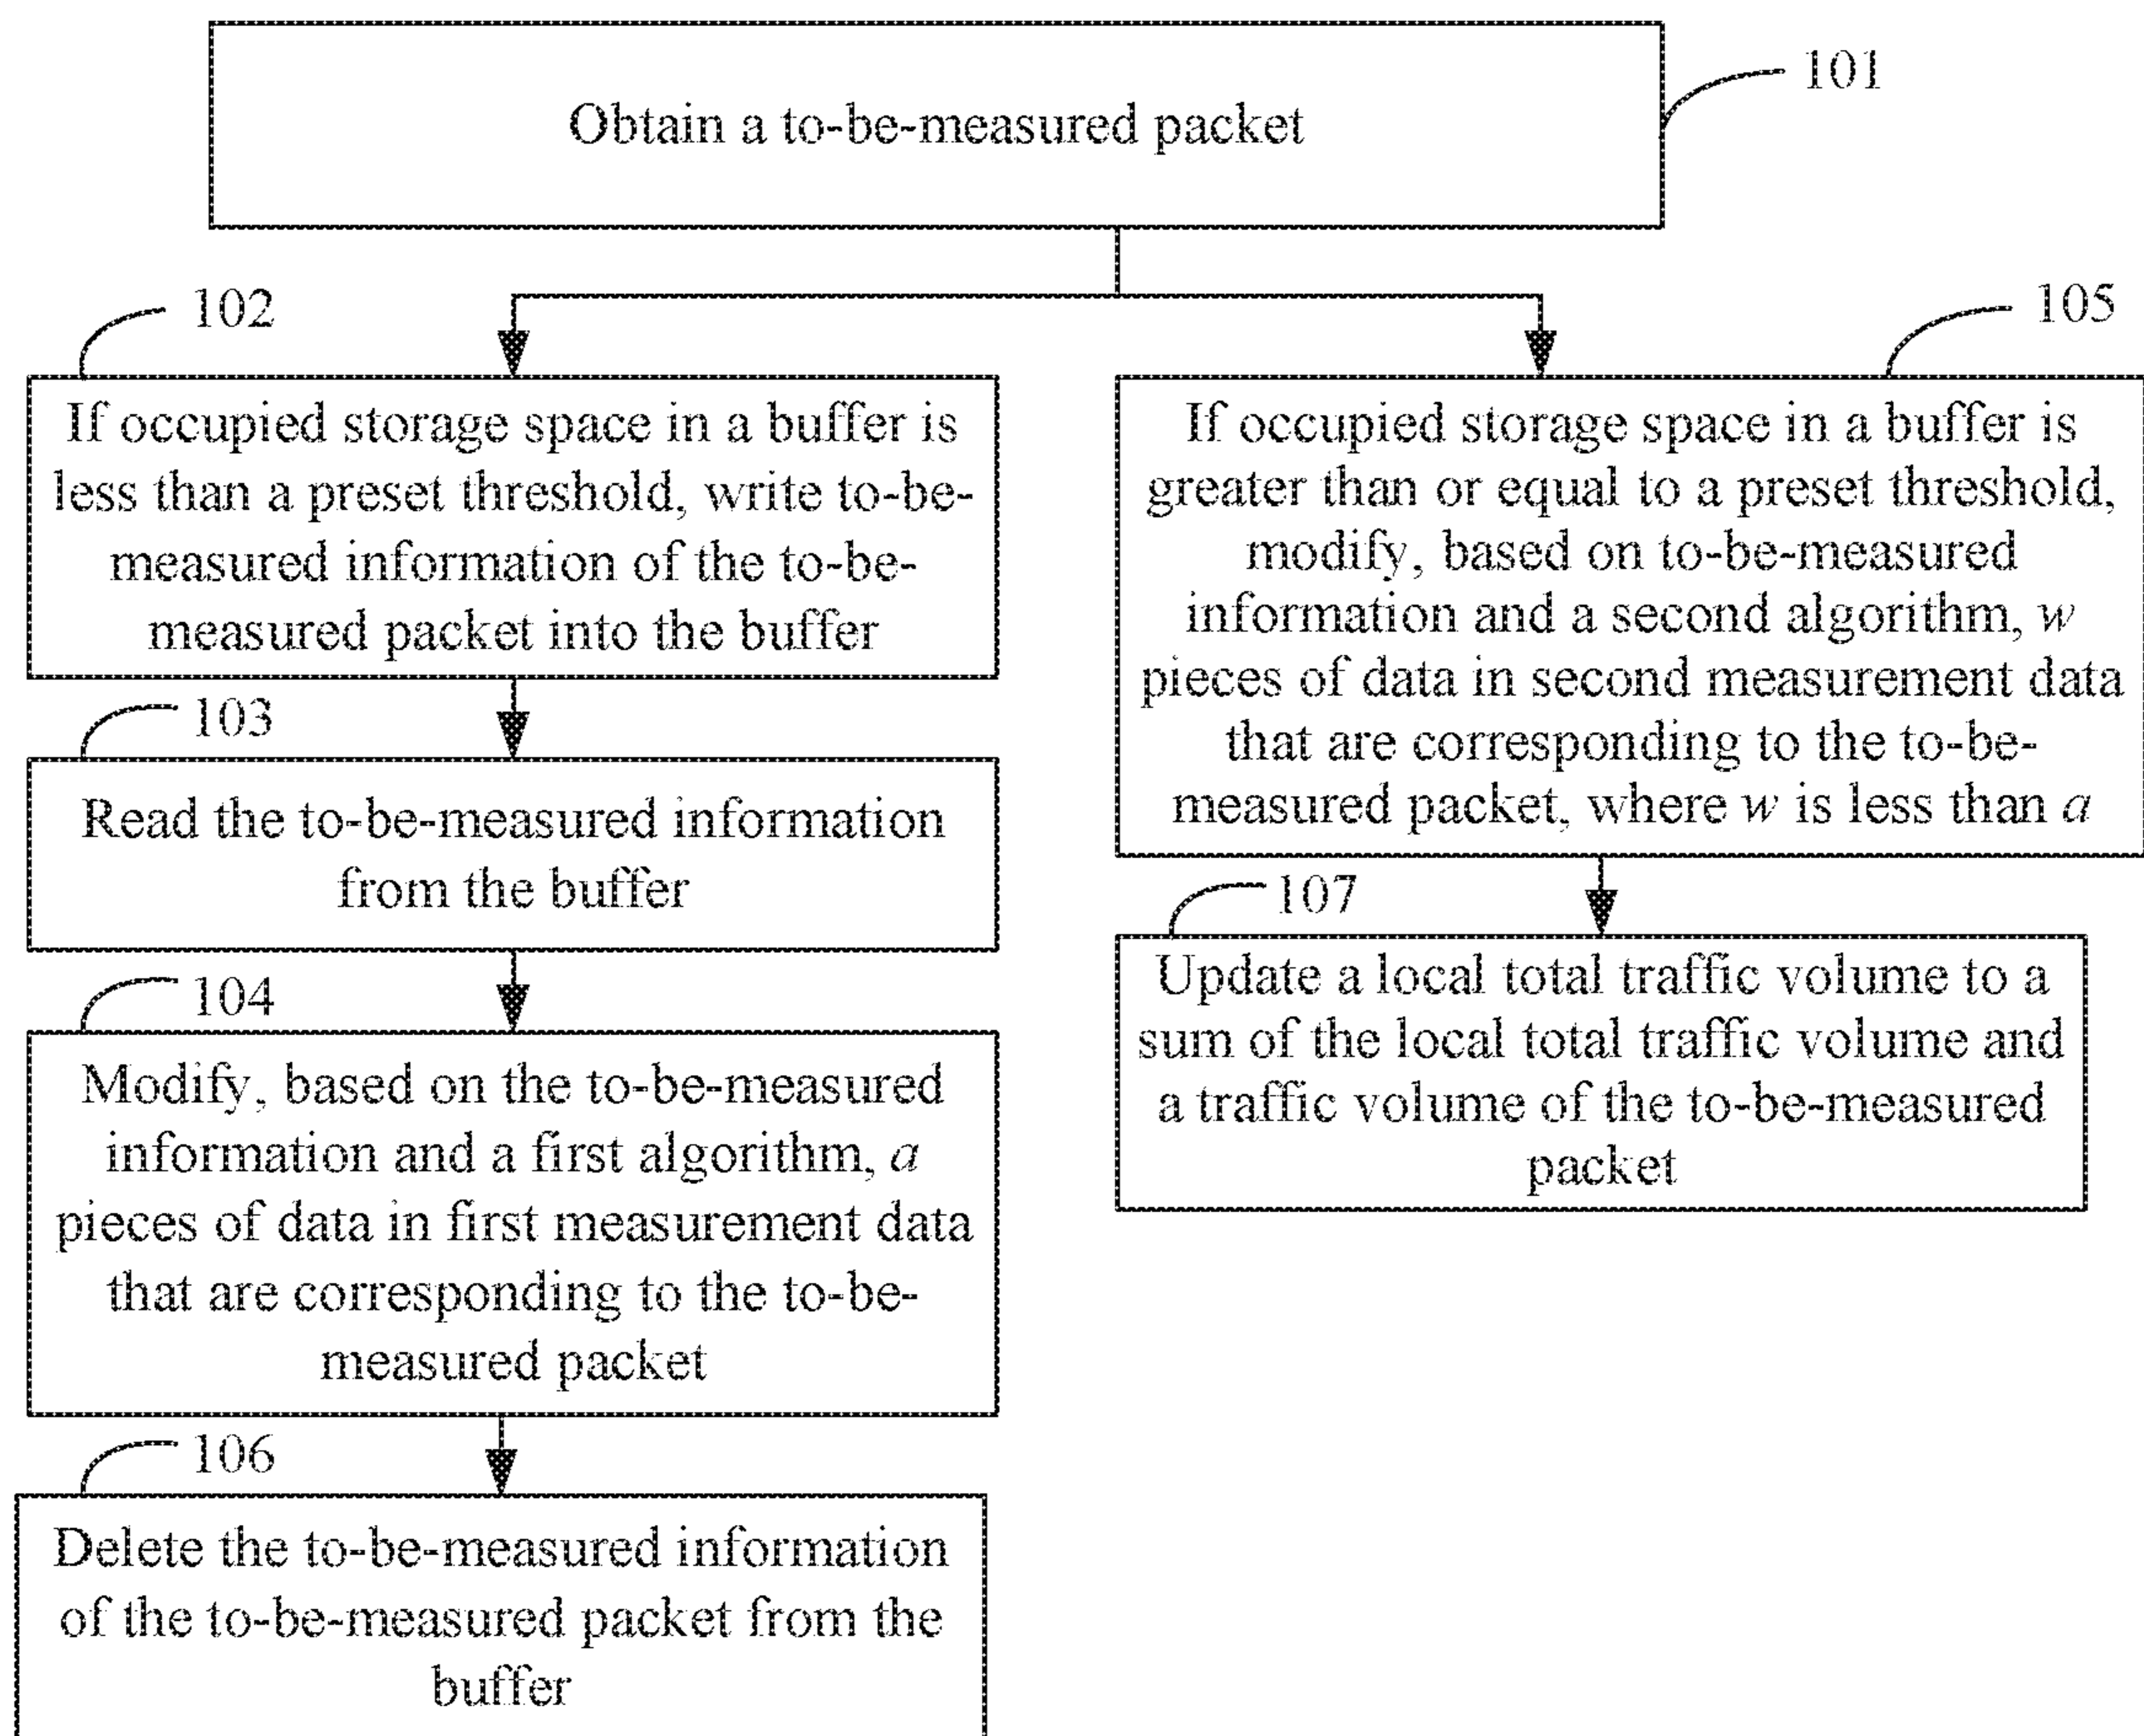 Obtain a to-be-measured packet
101
102
If occupied storage space in a buffer is
less than a preset threshold, write to-be-
measured information of the to-be-
measured packet into the buffer
103
Read the to-be-measured information
from the buffer
104
Modify, based on the to-be-measured
information and a first algorithm, a
pieces of data in first measurement data
that are corresponding to the to-be-
measured packet
106
Delete the to-be-measured information
of the to-be-measured packet from the
buffer
105
If occupied storage space in a buffer is
greater than or equal to a preset threshold,
modify, based on to-be-measured
information and a second algorithm, w
pieces of data in second measurement data
that are corresponding to the to-be-
measured packet, where w is less than a
107
Update a local total traffic volume to a
sum of the local total traffic volume and
a traffic volume of the to-be-measured
packet